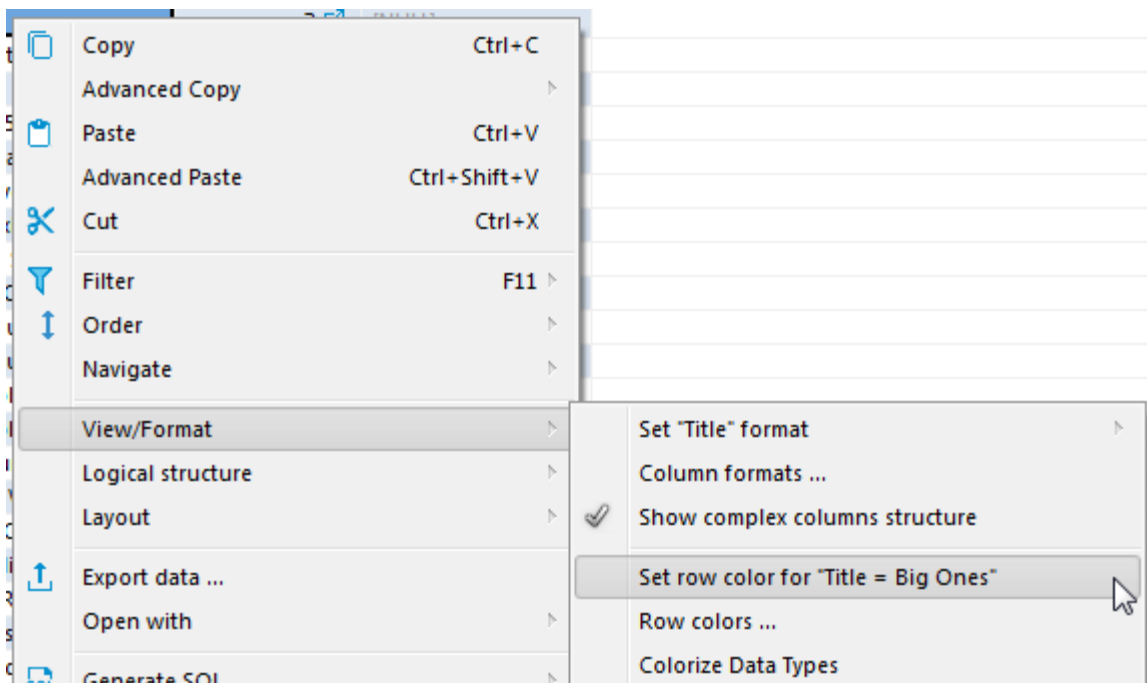 Copy Ctrl+C
Advanced Copy
Paste Ctrl+V
Advanced Paste Ctrl+Shift+V
Cut Ctrl+X
Filter F11
Order
Navigate
View/Format
Logical structure
Layout
Export data ...
Open with
Generate SQL
Set "Title" format
Column formats ...
Show complex columns structure
Set row color for "Title = Big Ones"
Row colors ...
Colorize Data Types